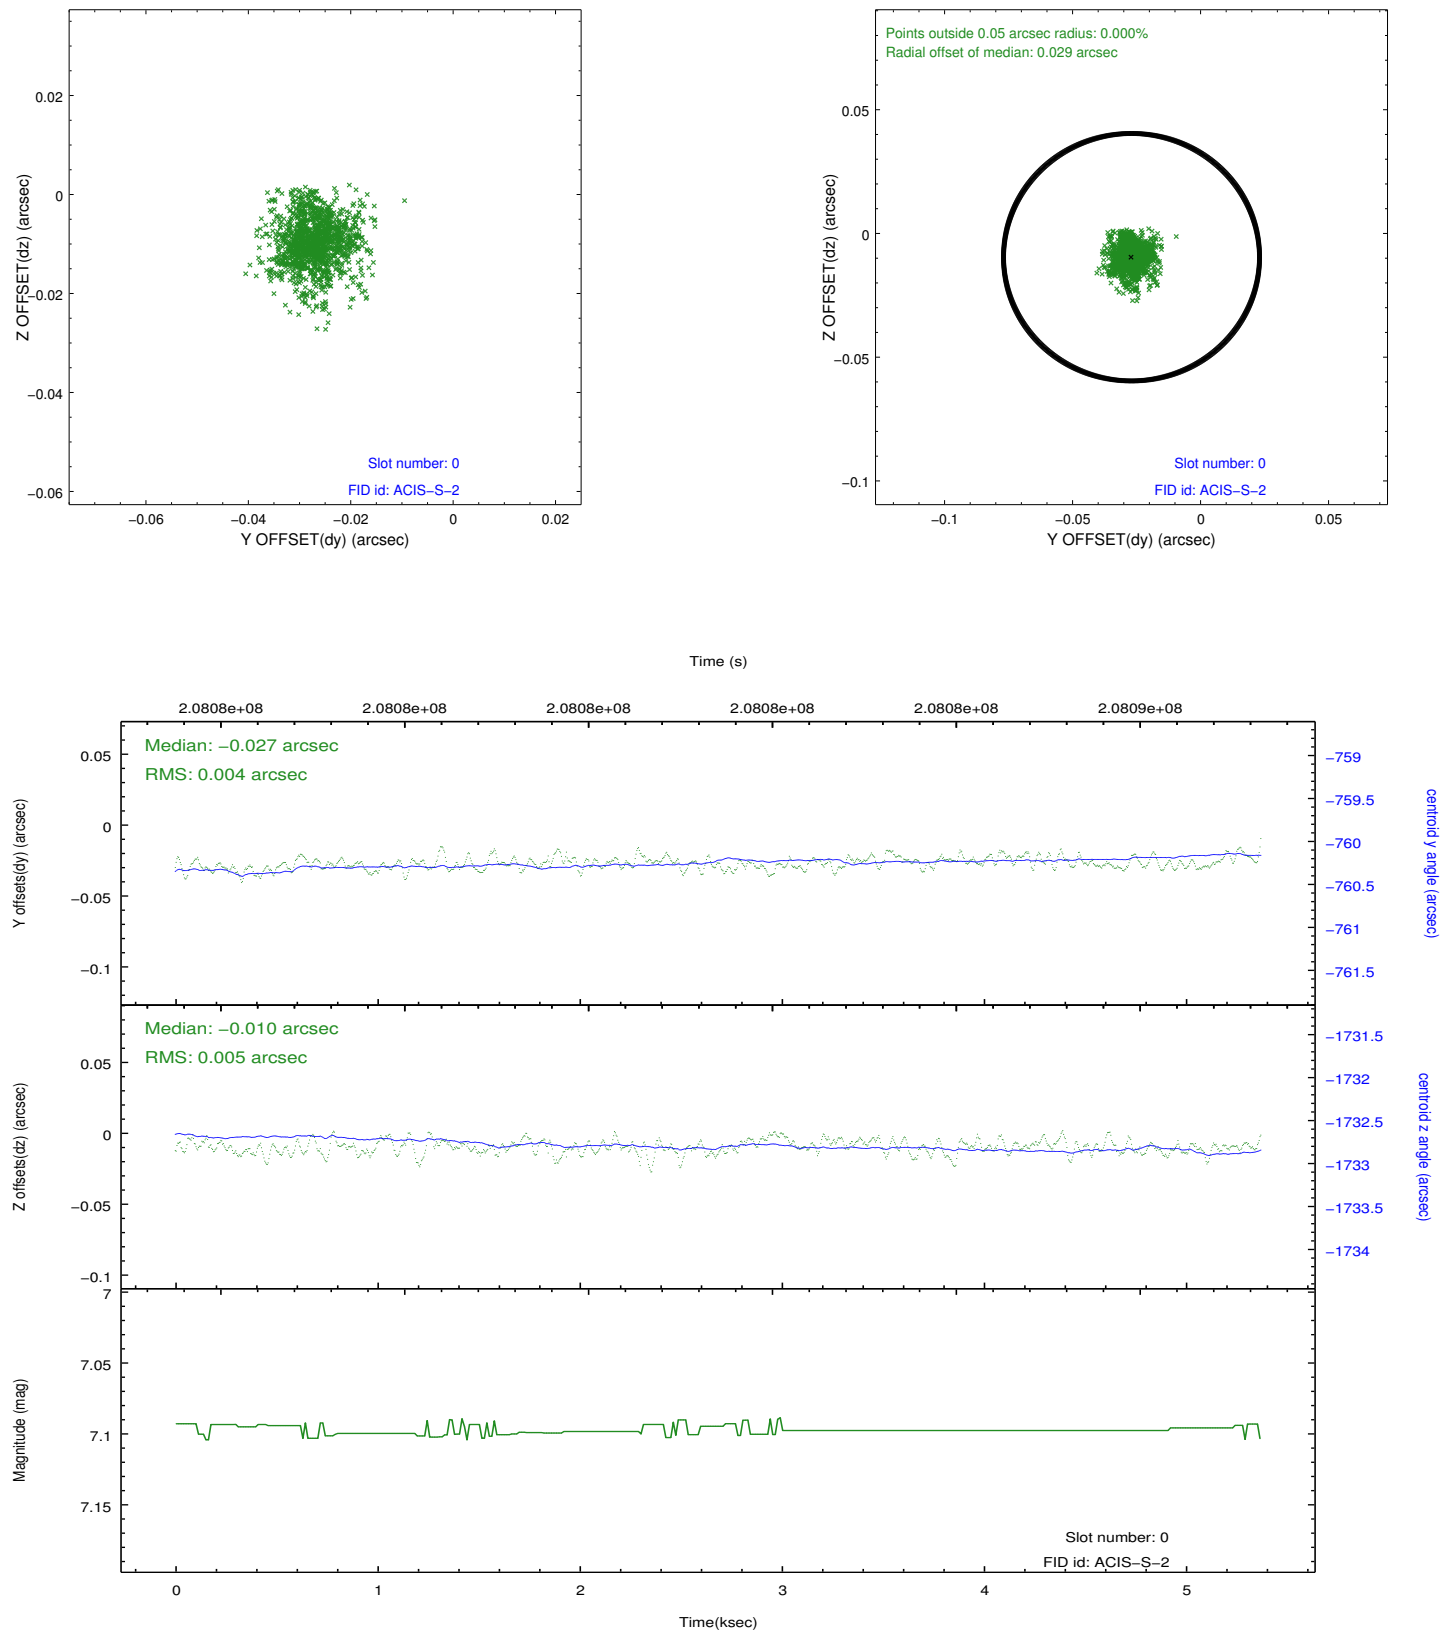 0.02
0
−0.02
−0.04
−0.06
Z OFFSET(dz) (arcsec)
Slot number: 0
FID id: ACIS−S−2
−0.06
−0.04
−0.02
0
0.02
Y OFFSET(dy) (arcsec)
Points outside 0.05 arcsec radius: 0.000%
Radial offset of median: 0.029 arcsec
0.05
0
−0.05
−0.1
Z OFFSET(dz) (arcsec)
Slot number: 0
FID id: ACIS−S−2
−0.1
−0.05
0
0.05
Y OFFSET(dy) (arcsec)
Time (s)
2.0808e+08
2.0808e+08
2.0808e+08
2.0808e+08
2.0808e+08
2.0809e+08
Median: −0.027 arcsec
RMS: 0.004 arcsec
0.05
0
−0.05
−0.1
Y offsets(dy) (arcsec)
−759
−759.5
−760
−760.5
−761
−761.5
centroid y angle (arcsec)
Median: −0.010 arcsec
RMS: 0.005 arcsec
0.05
0
−0.05
−0.1
Z offsets(dz) (arcsec)
−1731.5
−1732
−1732.5
−1733
−1733.5
−1734
centroid z angle (arcsec)
7
7.05
7.1
7.15
Magnitude (mag)
Slot number: 0
FID id: ACIS−S−2
0
1
2
3
4
5
Time(ksec)